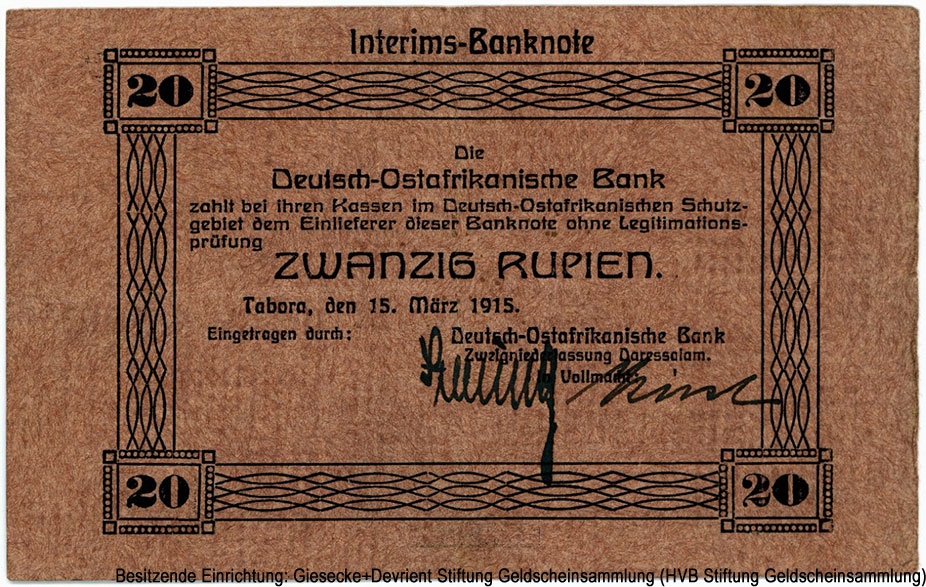 Interims-Banknote
20 20
Die
Deutsch-Ostafrikanische Bank
zahlt bei ihren Kassen im Deutsch-Ostafrikanischen Schutz-
gebiet dem Einlieferer dieser Banknote ohne Legitimations-
prüfung
ZWANZIG RUPIEN.
Tabora, den 15. März 1915.
Eingetragen durch: Deutsch-Ostafrikanische Bank
Zweigniederlassung Daressalam.
In Vollmacht:
20 20
Besitzende Einrichtung: Giesecke+Devrient Stiftung Geldscheinsammlung (HVB Stiftung Geldscheinsammlung)